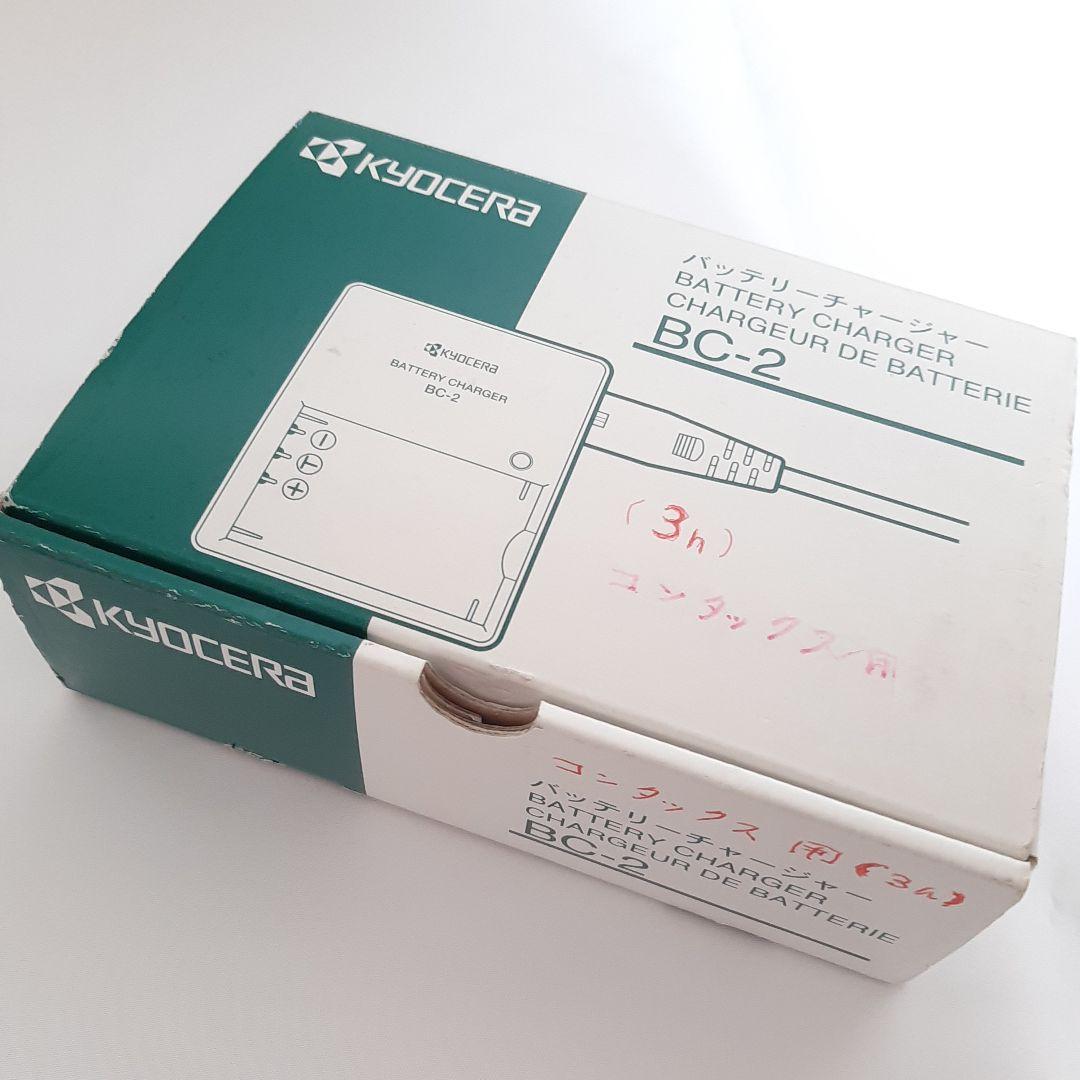 KYOCERA
バッテリーチャージャー
BATTERY CHARGER
CHARGEUR DE BATTERIE
BC-2
KYOCERA
BATTERY CHARGER
BC-2
(3h)
コンタックス用
KYOCERA
コンタックス用(3h)
バッテリーチャージャー
BATTERY CHARGER
CHARGEUR DE BATTERIE
BC-2